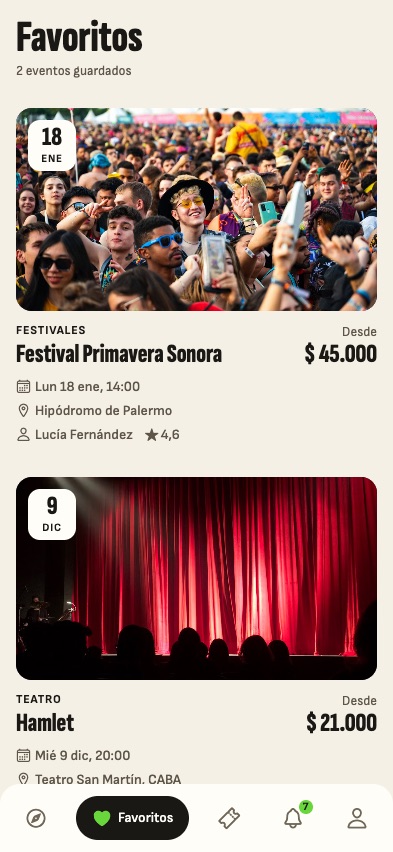 Favoritos
2 eventos guardados
18
ENE
FESTIVALES
Desde
Festival Primavera Sonora
$ 45.000
Lun 18 ene, 14:00
Hipódromo de Palermo
Lucía Fernández ★ 4,6
9
DIC
TEATRO
Desde
Hamlet
$ 21.000
Mié 9 dic, 20:00
Teatro San Martín, CABA
Favoritos
7